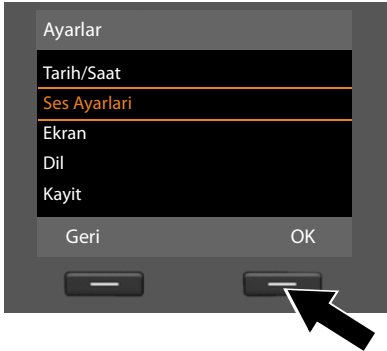 Ayarlar
Tarih/Saat
Ses Ayarlari
Ekran
Dil
Kayit
Geri OK